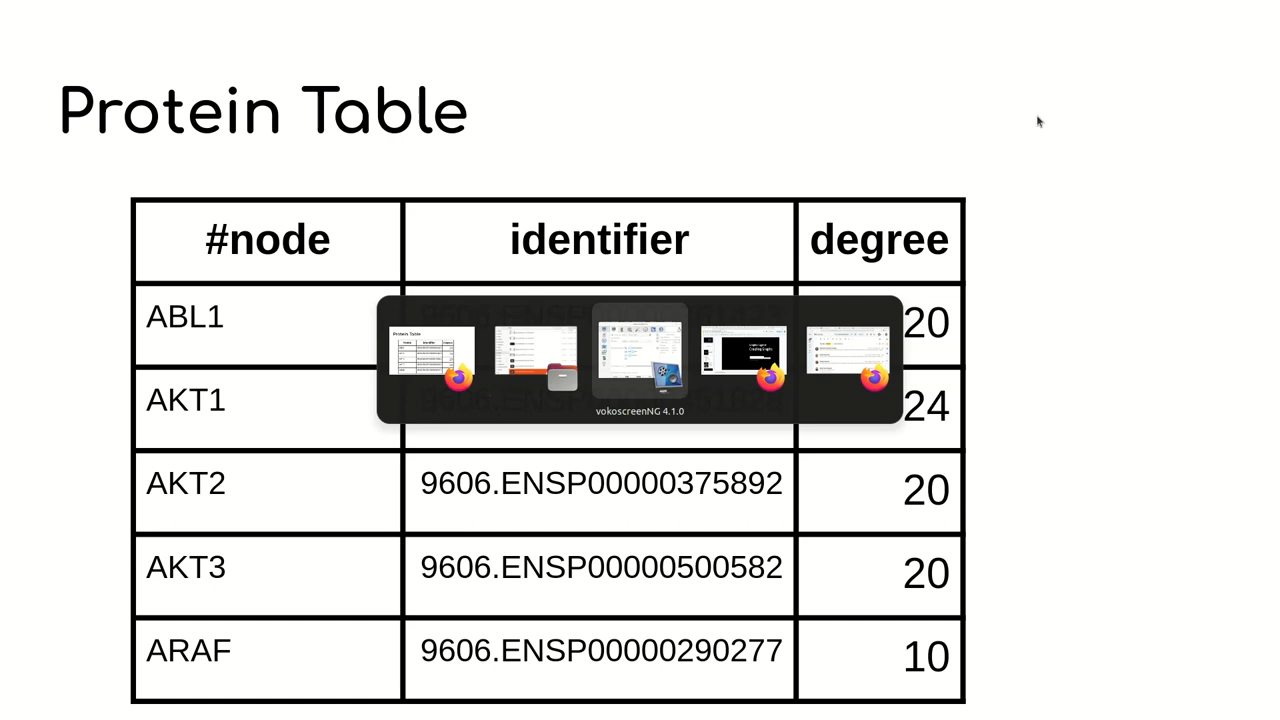 Protein Table
#node identifier degree
ABL1 20
AKT1 24
vokoscreenNG 4.1.0
AKT2 9606.ENSP00000375892 20
AKT3 9606.ENSP00000500582 20
ARAF 9606.ENSP00000290277 10